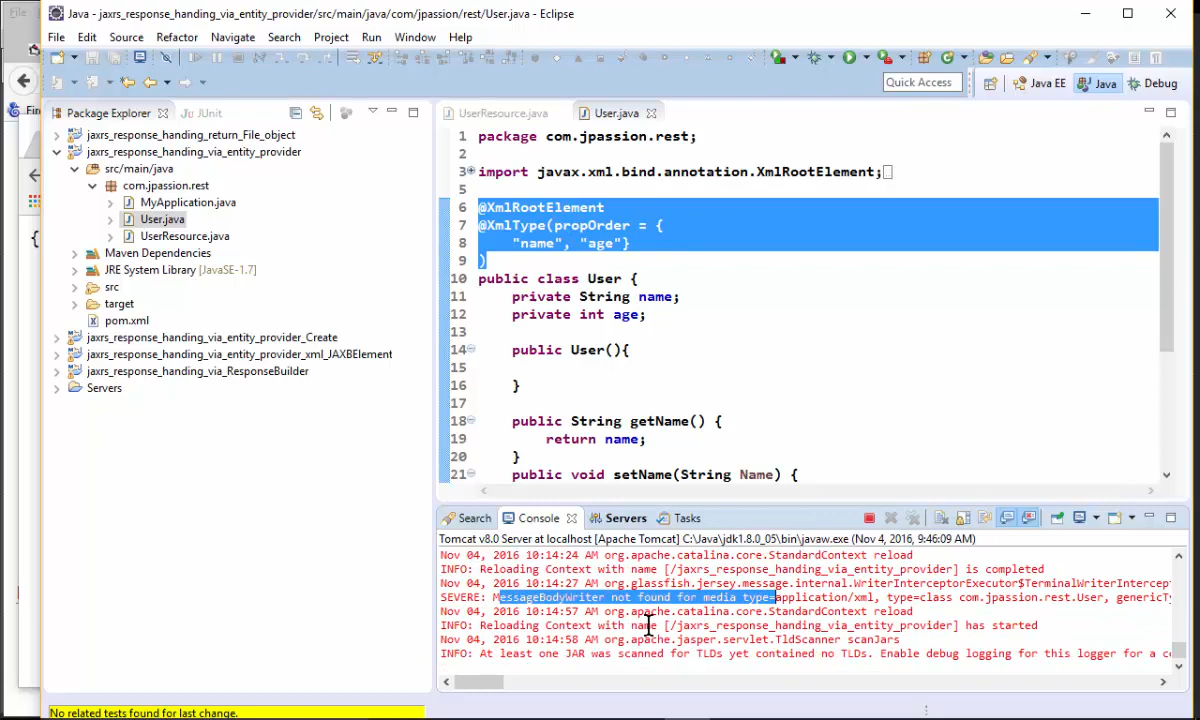 Java - jaxrs_response_handing_via_entity_provider/src/main/java/com/jpassion/rest/User.java - Eclipse
File Edit Source Refactor Navigate Search Project Run Window Help
Quick Access Java EE Java Debug
Package Explorer JUnit
jaxrs_response_handing_return_File_object
jaxrs_response_handing_via_entity_provider
src/main/java
com.jpassion.rest
MyApplication.java
User.java
UserResource.java
Maven Dependencies
JRE System Library [JavaSE-1.7]
src
target
pom.xml
jaxrs_response_handing_via_entity_provider_Create
jaxrs_response_handing_via_entity_provider_xml_JAXBElement
jaxrs_response_handing_via_ResponseBuilder
Servers
UserResource.java User.java
1 package com.jpassion.rest;
2
3 import javax.xml.bind.annotation.XmlRootElement;
5
6 @XmlRootElement
7 @XmlType(propOrder = {
8 "name", "age"}
9 )
10 public class User {
11 private String name;
12 private int age;
13
14 public User(){
15
16 }
17
18 public String getName() {
19 return name;
20 }
21 public void setName(String Name) {
Search Console Servers Tasks
Tomcat v8.0 Server at localhost [Apache Tomcat] C:\Java\jdk1.8.0_05\bin\javaw.exe (Nov 4, 2016, 9:46:09 AM)
Nov 04, 2016 10:14:24 AM org.apache.catalina.core.StandardContext reload
INFO: Reloading Context with name [/jaxrs_response_handing_via_entity_provider] is completed
Nov 04, 2016 10:14:27 AM org.glassfish.jersey.message.internal.WriterInterceptorExecutor$TerminalWriterIntercep
SEVERE: MessageBodyWriter not found for media type=application/xml, type=class com.jpassion.rest.User, genericTy
Nov 04, 2016 10:14:57 AM org.apache.catalina.core.StandardContext reload
INFO: Reloading Context with name [/jaxrs_response_handing_via_entity_provider] has started
Nov 04, 2016 10:14:58 AM org.apache.jasper.servlet.TldScanner scanJars
INFO: At least one JAR was scanned for TLDs yet contained no TLDs. Enable debug logging for this logger for a
No related tests found for last change.